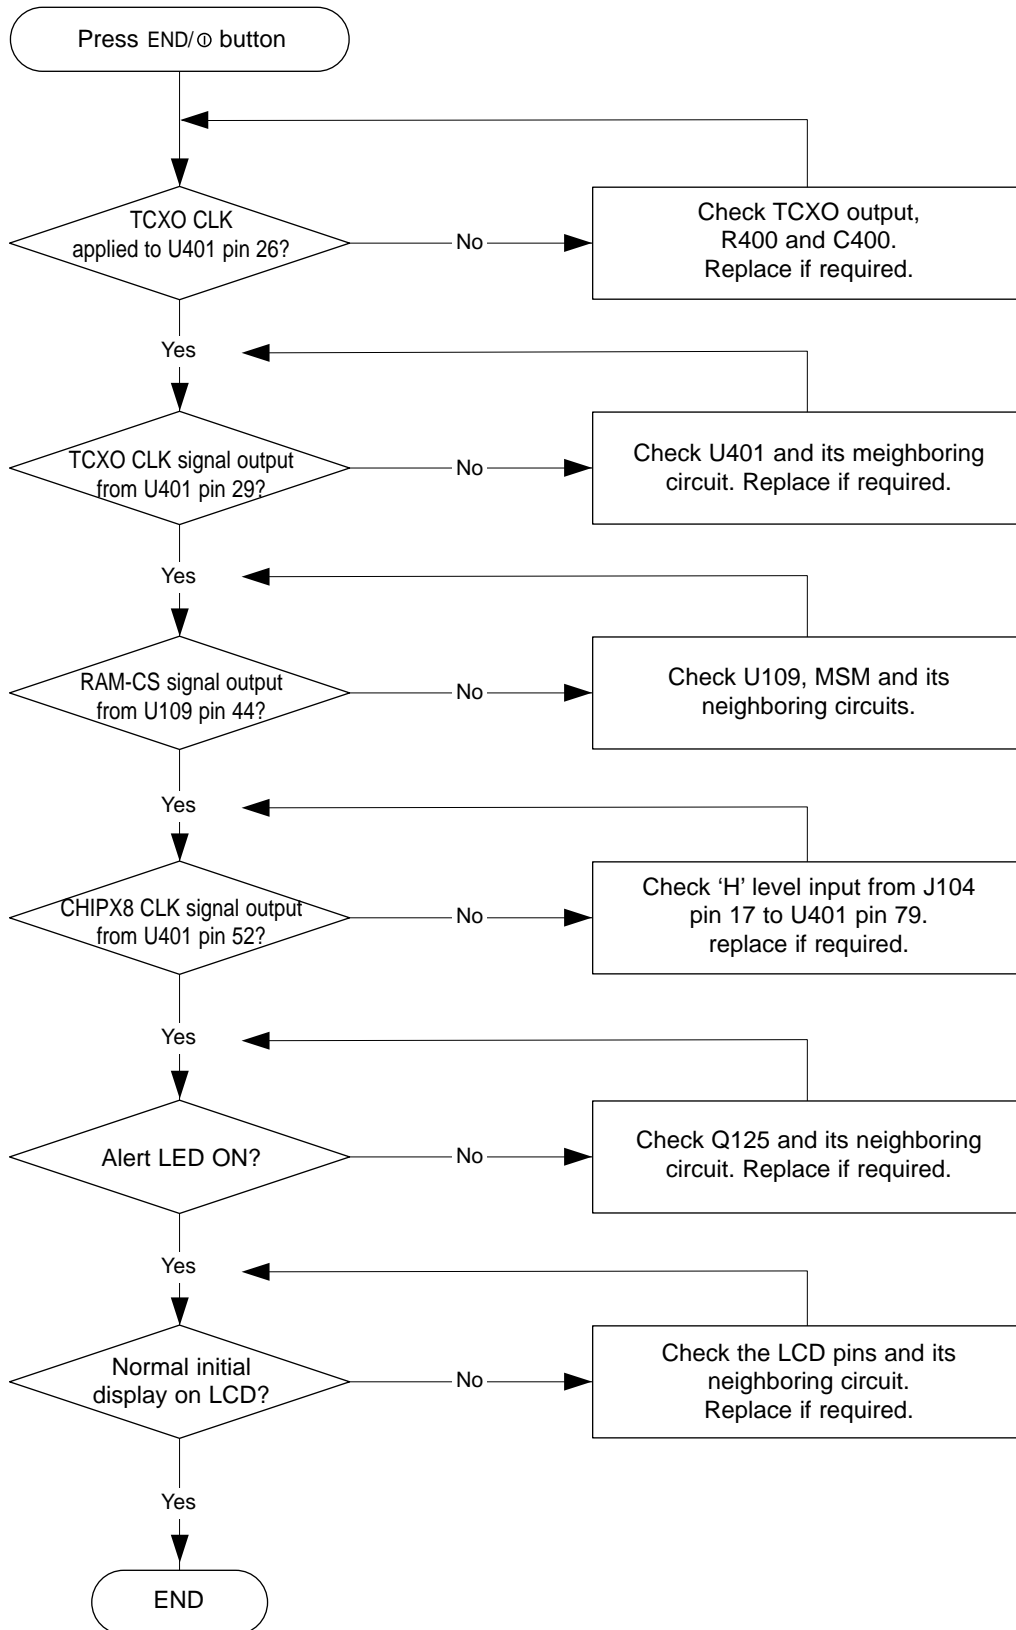 Press END/⏼ button
TCXO CLK
applied to U401 pin 26?
No
Check TCXO output,
R400 and C400.
Replace if required.
Yes
TCXO CLK signal output
from U401 pin 29?
No
Check U401 and its meighboring
circuit. Replace if required.
Yes
RAM-CS signal output
from U109 pin 44?
No
Check U109, MSM and its
neighboring circuits.
Yes
CHIPX8 CLK signal output
from U401 pin 52?
No
Check ‘H’ level input from J104
pin 17 to U401 pin 79.
replace if required.
Yes
Alert LED ON?
No
Check Q125 and its neighboring
circuit. Replace if required.
Yes
Normal initial
display on LCD?
No
Check the LCD pins and its
neighboring circuit.
Replace if required.
Yes
END